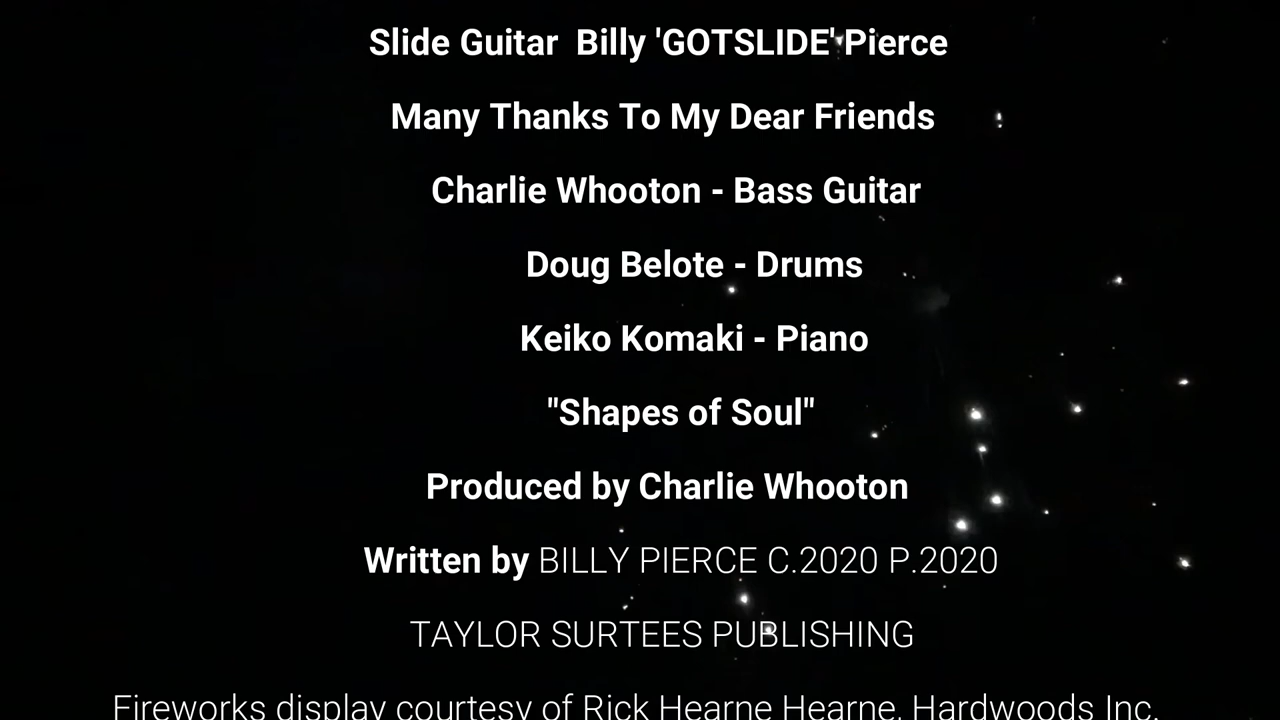 Slide Guitar  Billy 'GOTSLIDE' Pierce
Many Thanks To My Dear Friends
Charlie Whooton - Bass Guitar
Doug Belote - Drums
Keiko Komaki - Piano
"Shapes of Soul"
Produced by Charlie Whooton
Written by BILLY PIERCE C.2020 P.2020
TAYLOR SURTEES PUBLISHING
Fireworks display courtesy of Rick Hearne Hearne, Hardwoods Inc.